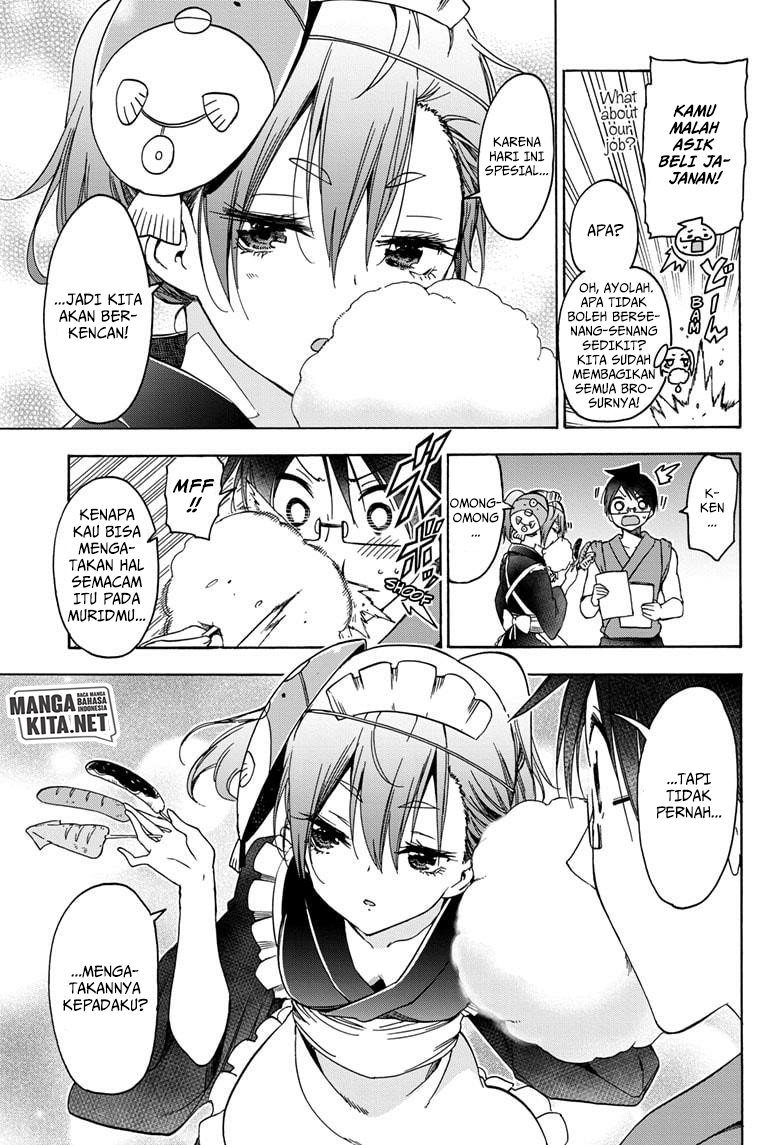 KAMU
MALAH
ASIK
BELI JA-
JANAN!
What
about
our
job?
APA?
OH, AYOLAH.
APA TIDAK
BOLEH BERSE-
NANG-SENANG
SEDIKIT?
KITA SUDAH
MEMBAGIKAN
SEMUA BRO-
SURNYA!
どーん
BAM
KARENA
HARI INI
SPESIAL...
...JADI KITA
AKAN BER-
KENCAN!
K-
KEN
...
OMONG-
OMONG
...
SHOOF
MFF
!!
KENAPA
KAU BISA
MENGA-
TAKAN HAL
SEMACAM
ITU PADA
MURIDMU...
MANGA
KITA.NET
BACA MANGA
BAHASA
INDONESIA
...TAPI
TIDAK
PERNAH...
...MENGA-
TAKANNYA
KEPADAKU?